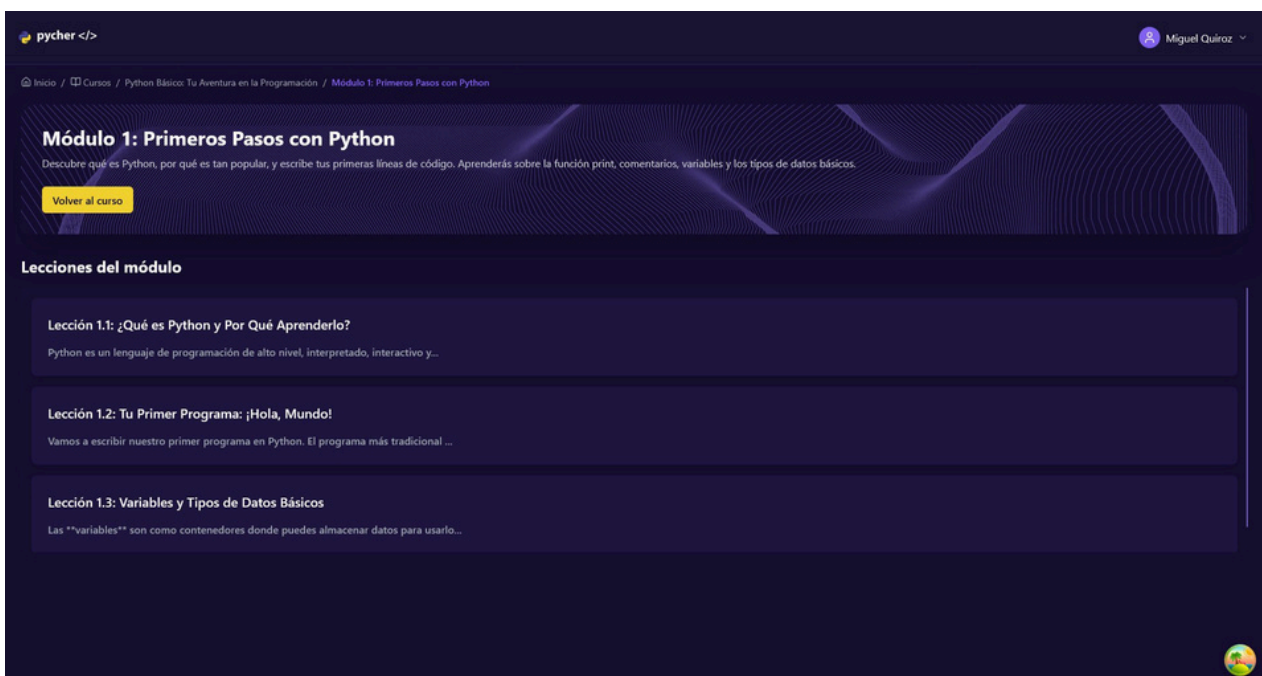 pycher </>
Miguel Quiroz
Inicio / Cursos / Python Básico: Tu Aventura en la Programación / Módulo 1: Primeros Pasos con Python
Módulo 1: Primeros Pasos con Python
Descubre qué es Python, por qué es tan popular, y escribe tus primeras líneas de código. Aprenderás sobre la función print, comentarios, variables y los tipos de datos básicos.
Volver al curso
Lecciones del módulo
Lección 1.1: ¿Qué es Python y Por Qué Aprenderlo?
Python es un lenguaje de programación de alto nivel, interpretado, interactivo y...
Lección 1.2: Tu Primer Programa: ¡Hola, Mundo!
Vamos a escribir nuestro primer programa en Python. El programa más tradicional ...
Lección 1.3: Variables y Tipos de Datos Básicos
Las **variables** son como contenedores donde puedes almacenar datos para usarlo...